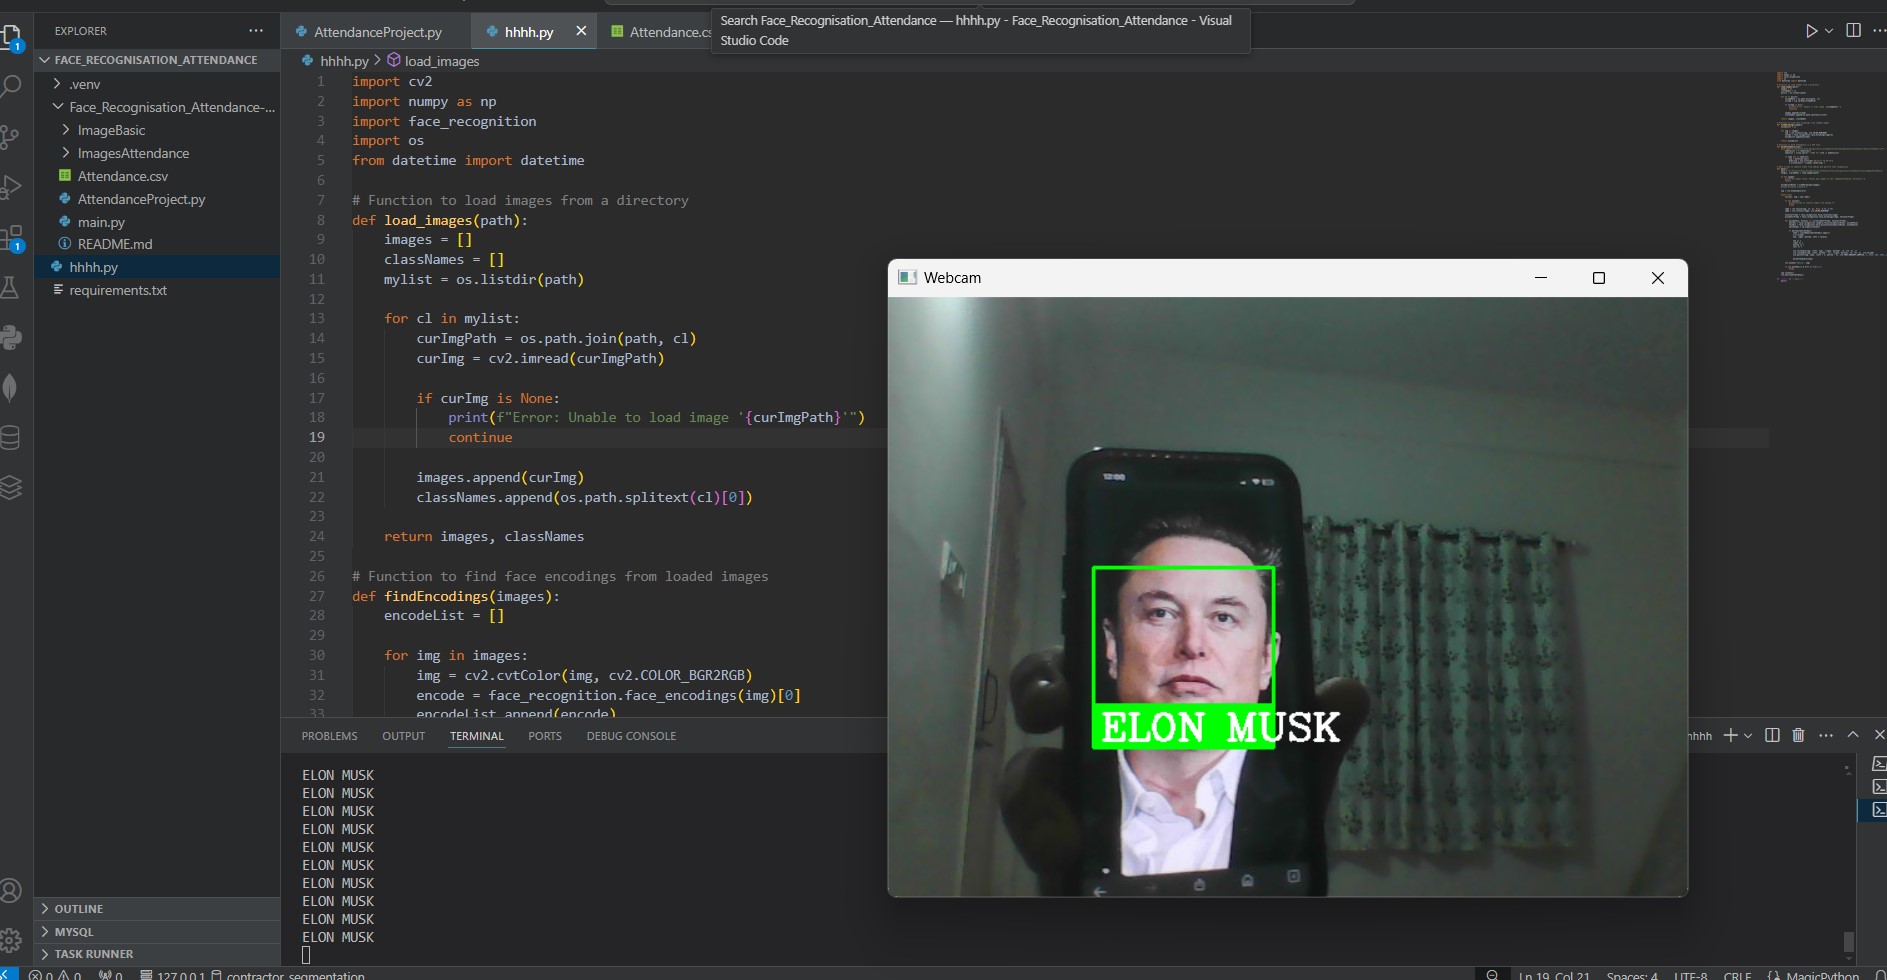 Search Face_Recognisation_Attendance — hhhh.py - Face_Recognisation_Attendance - Visual
Studio Code
EXPLORER
AttendanceProject.py
hhhh.py
hhhh.py > load_images
FACE_RECOGNISATION_ATTENDANCE
.venv
Face_Recognisation_Attendance-...
ImageBasic
ImagesAttendance
Attendance.csv
AttendanceProject.py
main.py
README.md
hhhh.py
requirements.txt
1 import cv2
2 import numpy as np
3 import face_recognition
4 import os
5 from datetime import datetime
6
7 # Function to load images from a directory
8 def load_images(path):
9 images = []
10 classNames = []
11 mylist = os.listdir(path)
12
13 for cl in mylist:
14 curImgPath = os.path.join(path, cl)
15 curImg = cv2.imread(curImgPath)
16
17 if curImg is None:
18 print(f"Error: Unable to load image '{curImgPath}'")
19 continue
20
21 images.append(curImg)
22 classNames.append(os.path.splitext(cl)[0])
23
24 return images, classNames
25
26 # Function to find face encodings from loaded images
27 def findEncodings(images):
28 encodeList = []
29
30 for img in images:
31 img = cv2.cvtColor(img, cv2.COLOR_BGR2RGB)
32 encode = face_recognition.face_encodings(img)[0]
33 encodeList.append(encode)
Webcam
12:00
ELON MUSK
PROBLEMS OUTPUT TERMINAL PORTS DEBUG CONSOLE
ELON MUSK
ELON MUSK
ELON MUSK
ELON MUSK
ELON MUSK
ELON MUSK
ELON MUSK
ELON MUSK
ELON MUSK
ELON MUSK
OUTLINE
MYSQL
TASK RUNNER
1
1
0 0 0 127.0.0.1 contractor_segmentation Ln 19, Col 21 Spaces: 4 UTF-8 CRLF MagicPython